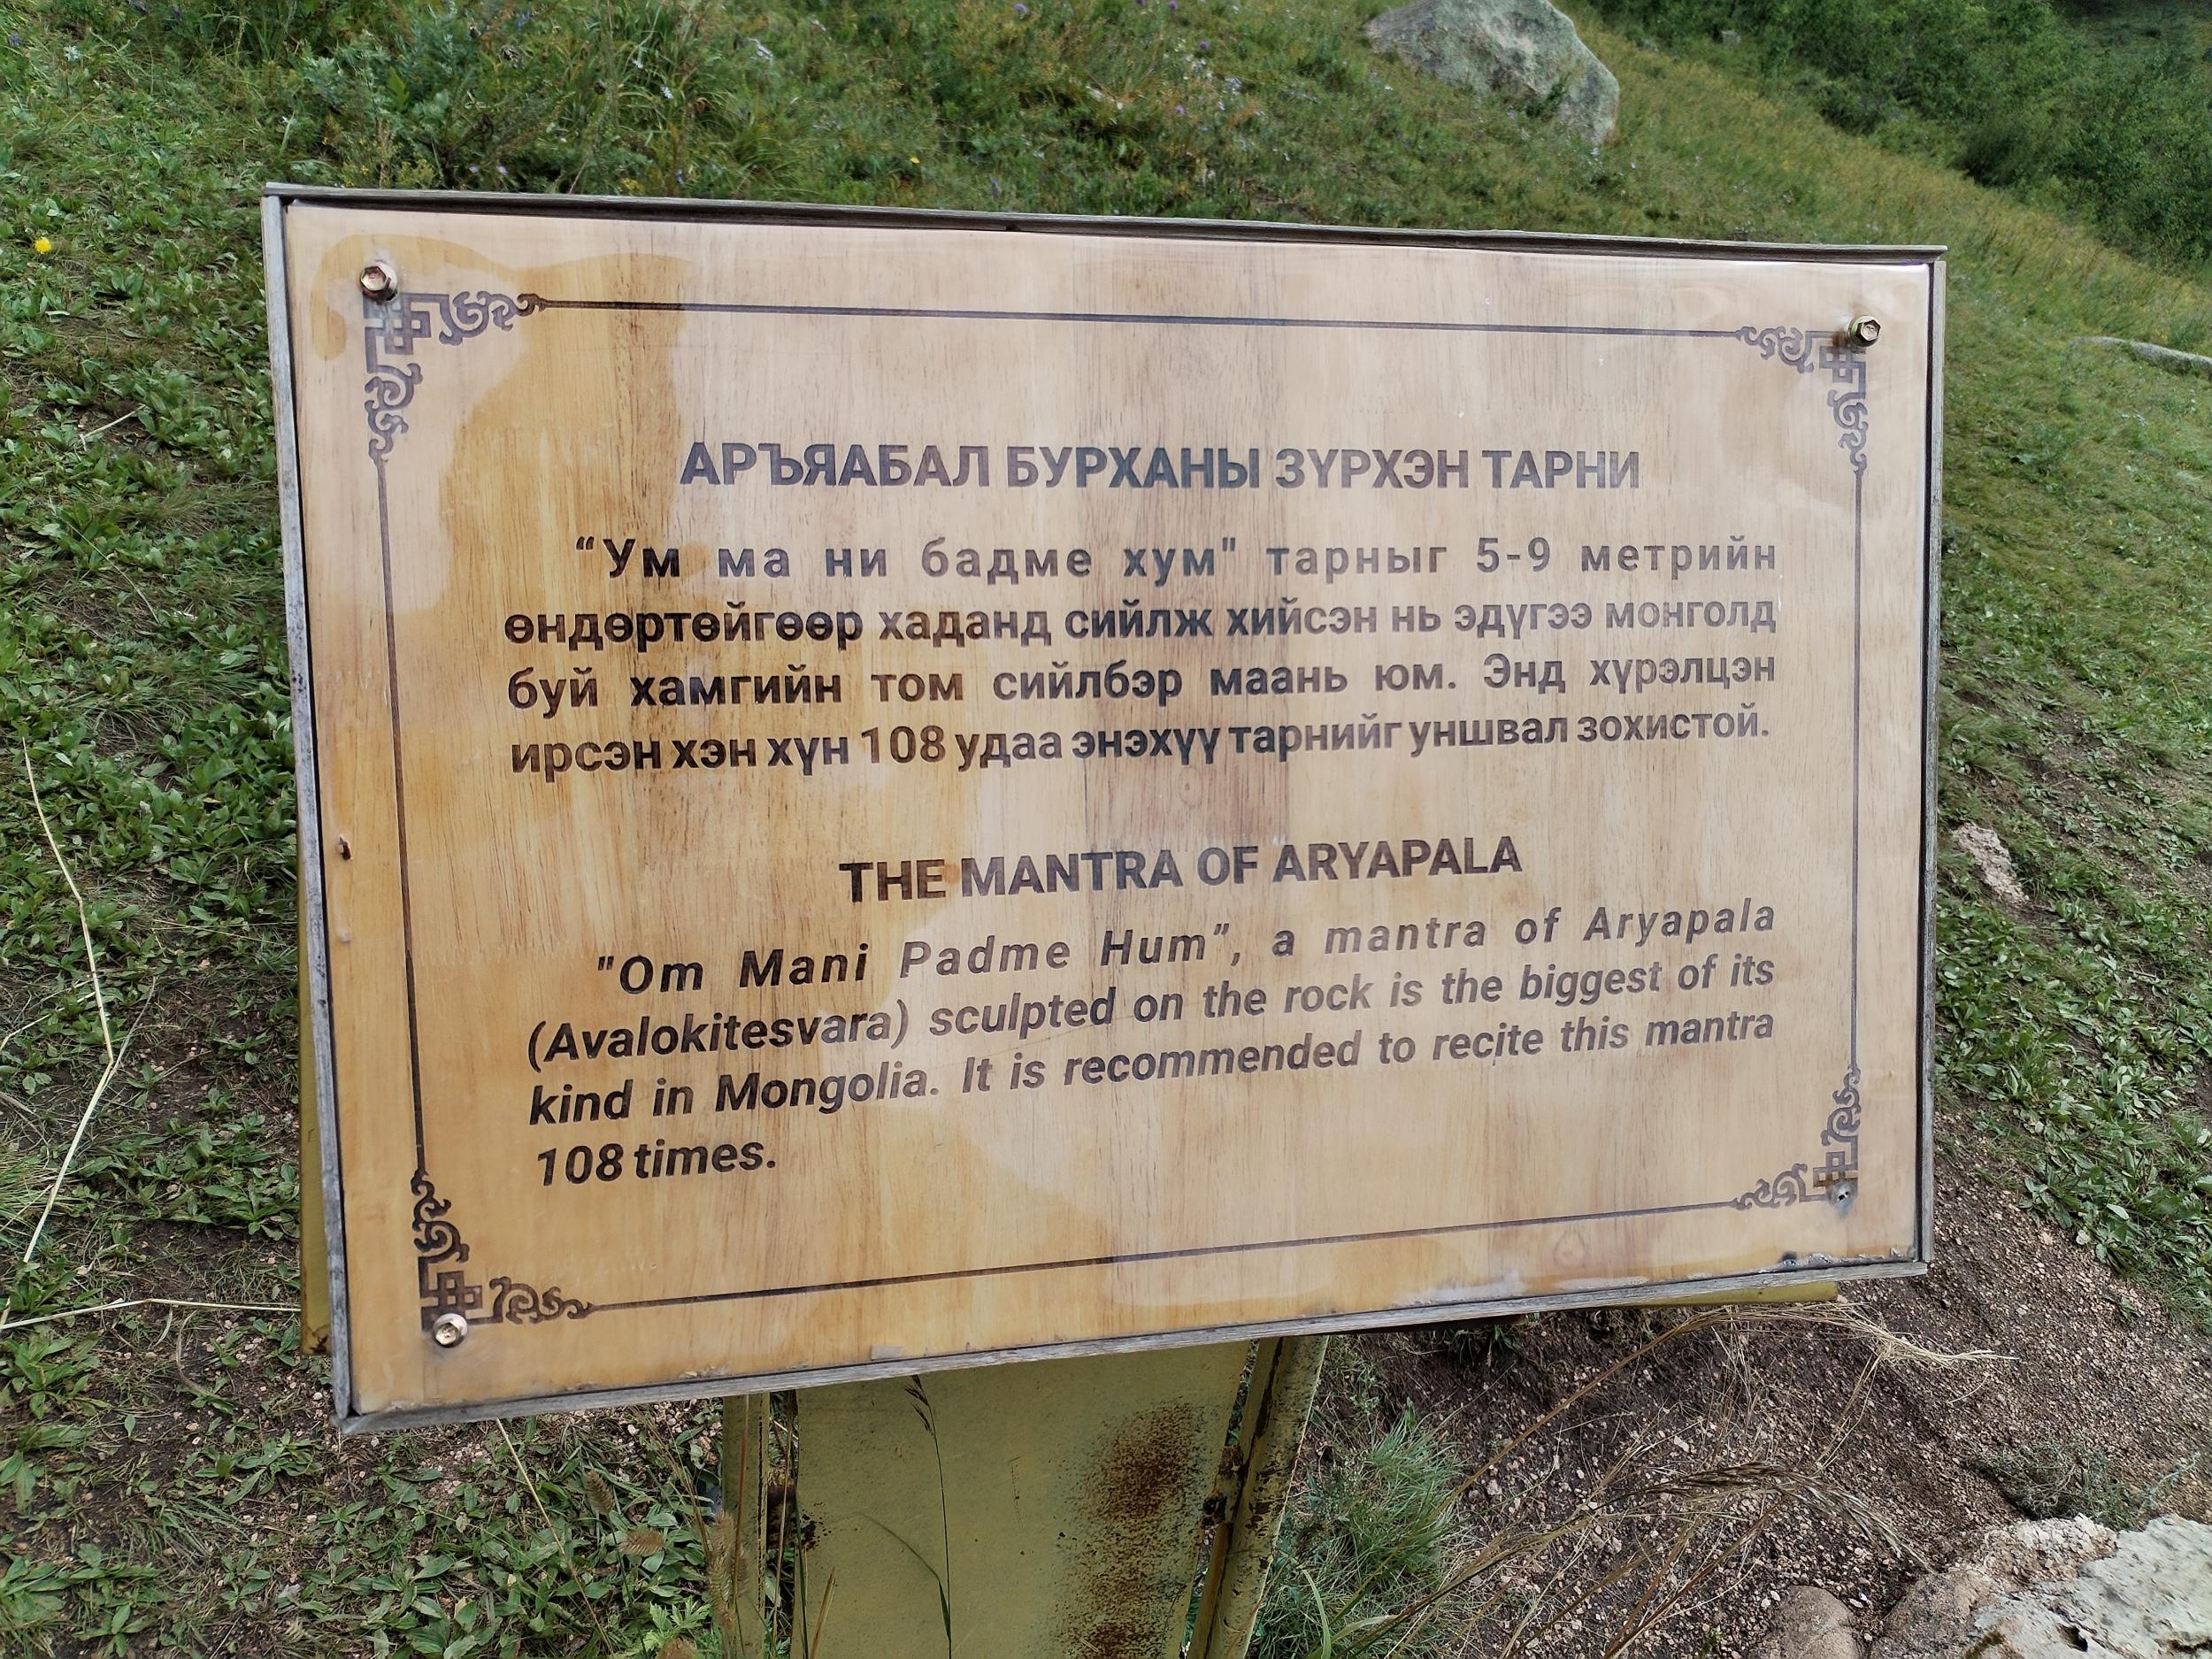 АРЪЯАБАЛ БУРХАНЫ ЗҮРХЭН ТАРНИ
“Ум ма ни бадме хум" тарныг 5-9 метрийн
өндөртөйгөөр хаданд сийлж хийсэн нь эдүгээ монголд
буй хамгийн том сийлбэр маань юм. Энд хүрэлцэн
ирсэн хэн хүн 108 удаа энэхүү тарнийг уншвал зохистой.
THE MANTRA OF ARYAPALA
"Om Mani Padme Hum”, a mantra of Aryapala
(Avalokitesvara) sculpted on the rock is the biggest of its
kind in Mongolia. It is recommended to recite this mantra
108 times.